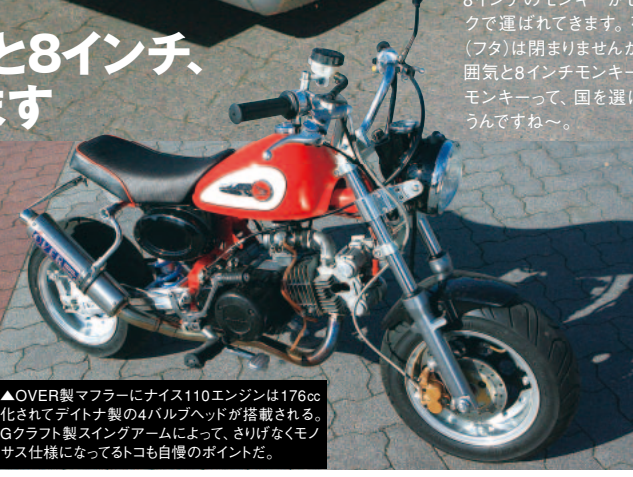 と8インチ、
ます
8インチのモンキーがト
クで運ばれてきます。
（フタ）は閉まりませんが
囲気と8インチモンキー
モンキーって、国を選ば
うんですね～。
▲OVER製マフラーにナイス110エンジンは176cc
化されてデイトナ製の4バルブヘッドが搭載される。
Gクラフト製スイングアームによって、さりげなくモノ
サス仕様になってるトコも自慢のポイントだ。